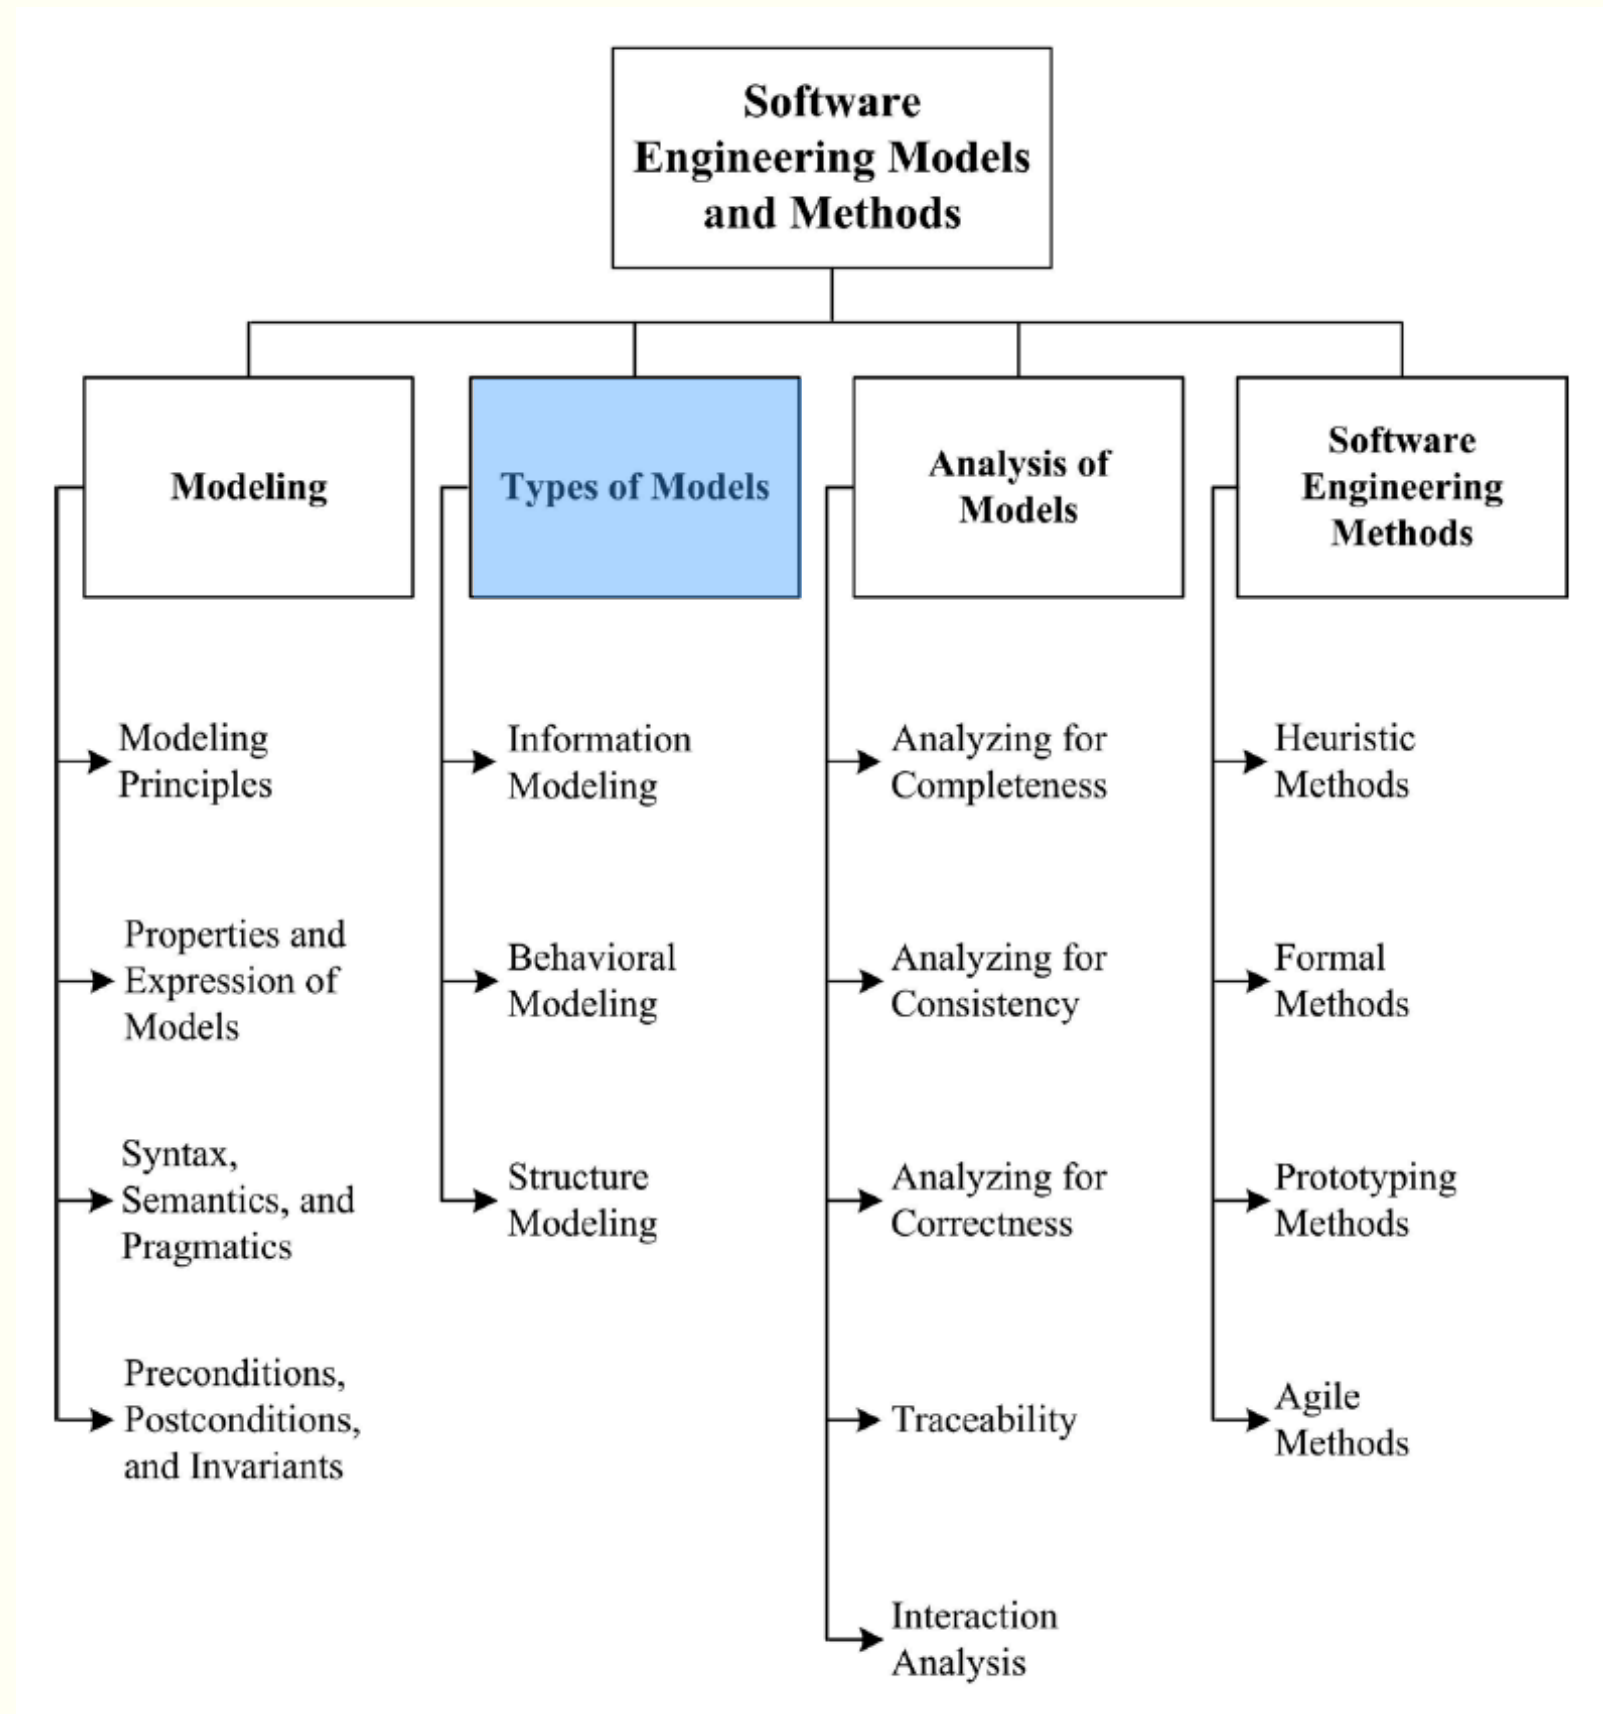 Software
Engineering Models
and Methods
Modeling
Types of Models
Analysis of
Models
Software
Engineering
Methods
Modeling
Principles
Properties and
Expression of
Models
Syntax,
Semantics, and
Pragmatics
Preconditions,
Postconditions,
and Invariants
Information
Modeling
Behavioral
Modeling
Structure
Modeling
Analyzing for
Completeness
Analyzing for
Consistency
Analyzing for
Correctness
Traceability
Interaction
Analysis
Heuristic
Methods
Formal
Methods
Prototyping
Methods
Agile
Methods